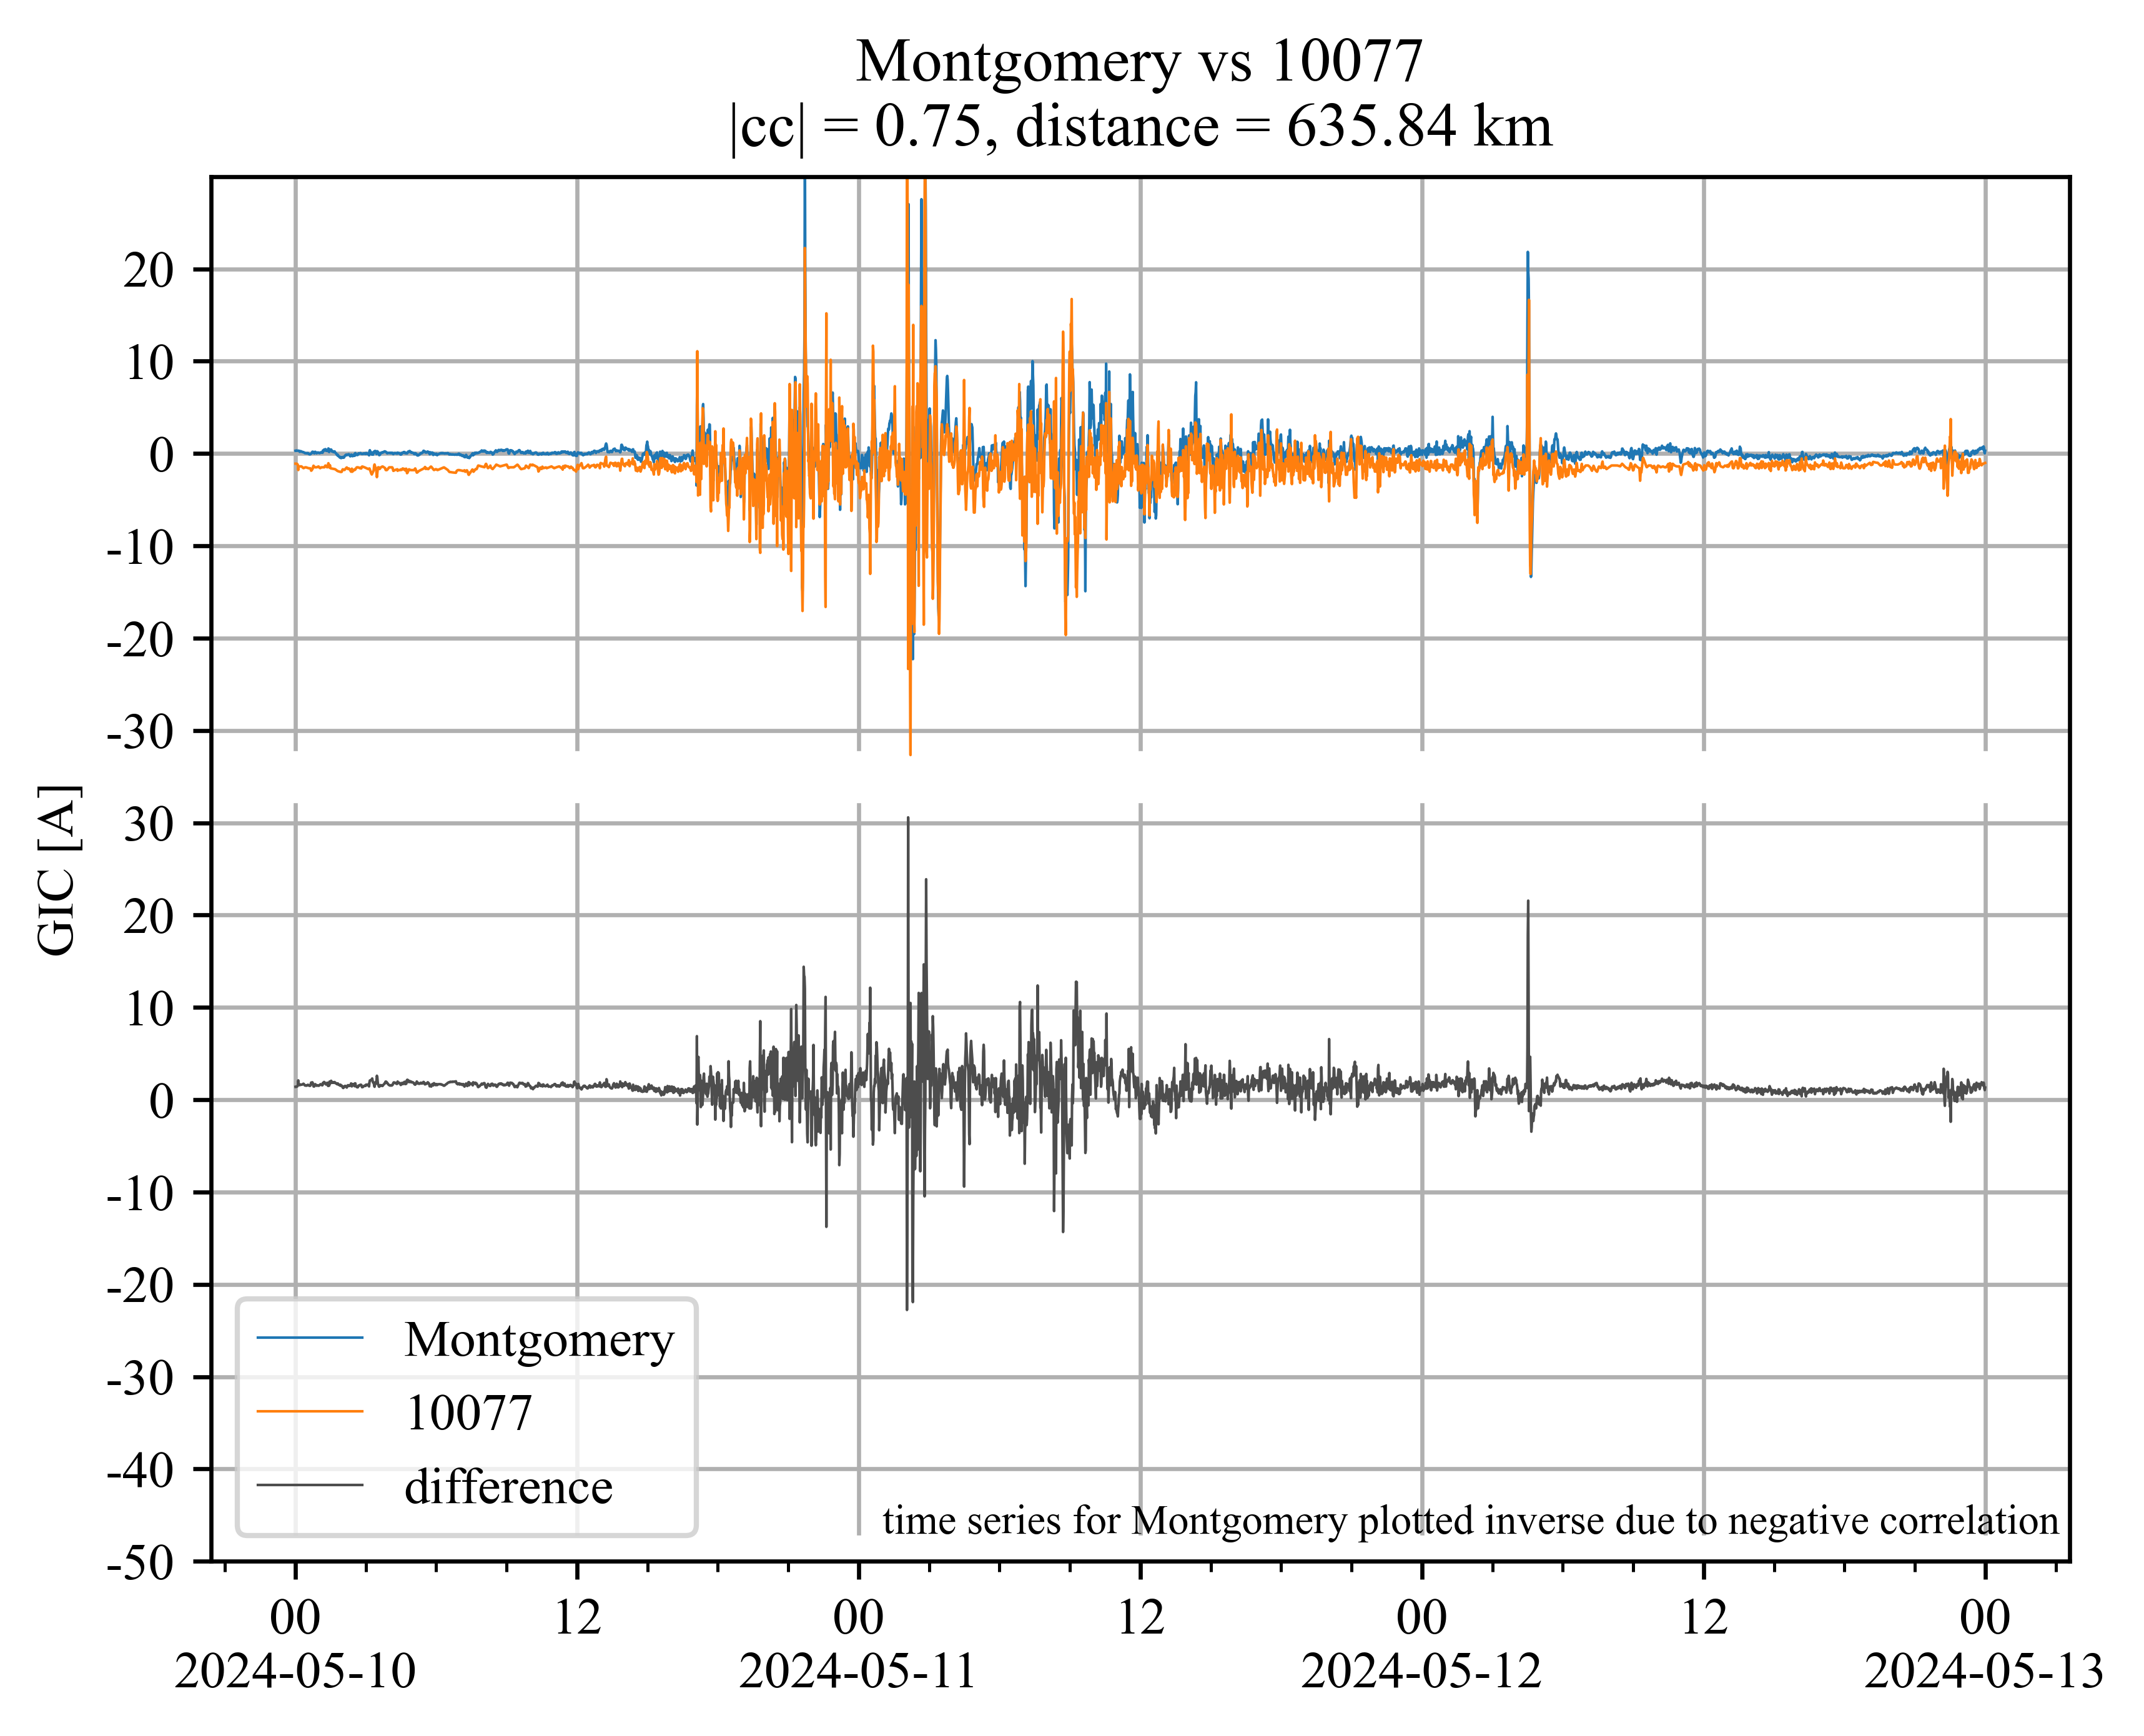 Montgomery vs 10077
|cc| = 0.75, distance = 635.84 km
GIC [A]
20
10
0
-10
-20
-30
30
20
10
0
-10
-20
-30
-40
-50
Montgomery
10077
difference
time series for Montgomery plotted inverse due to negative correlation
00 12 00 12 00 12 00
2024-05-10 2024-05-11 2024-05-12 2024-05-13